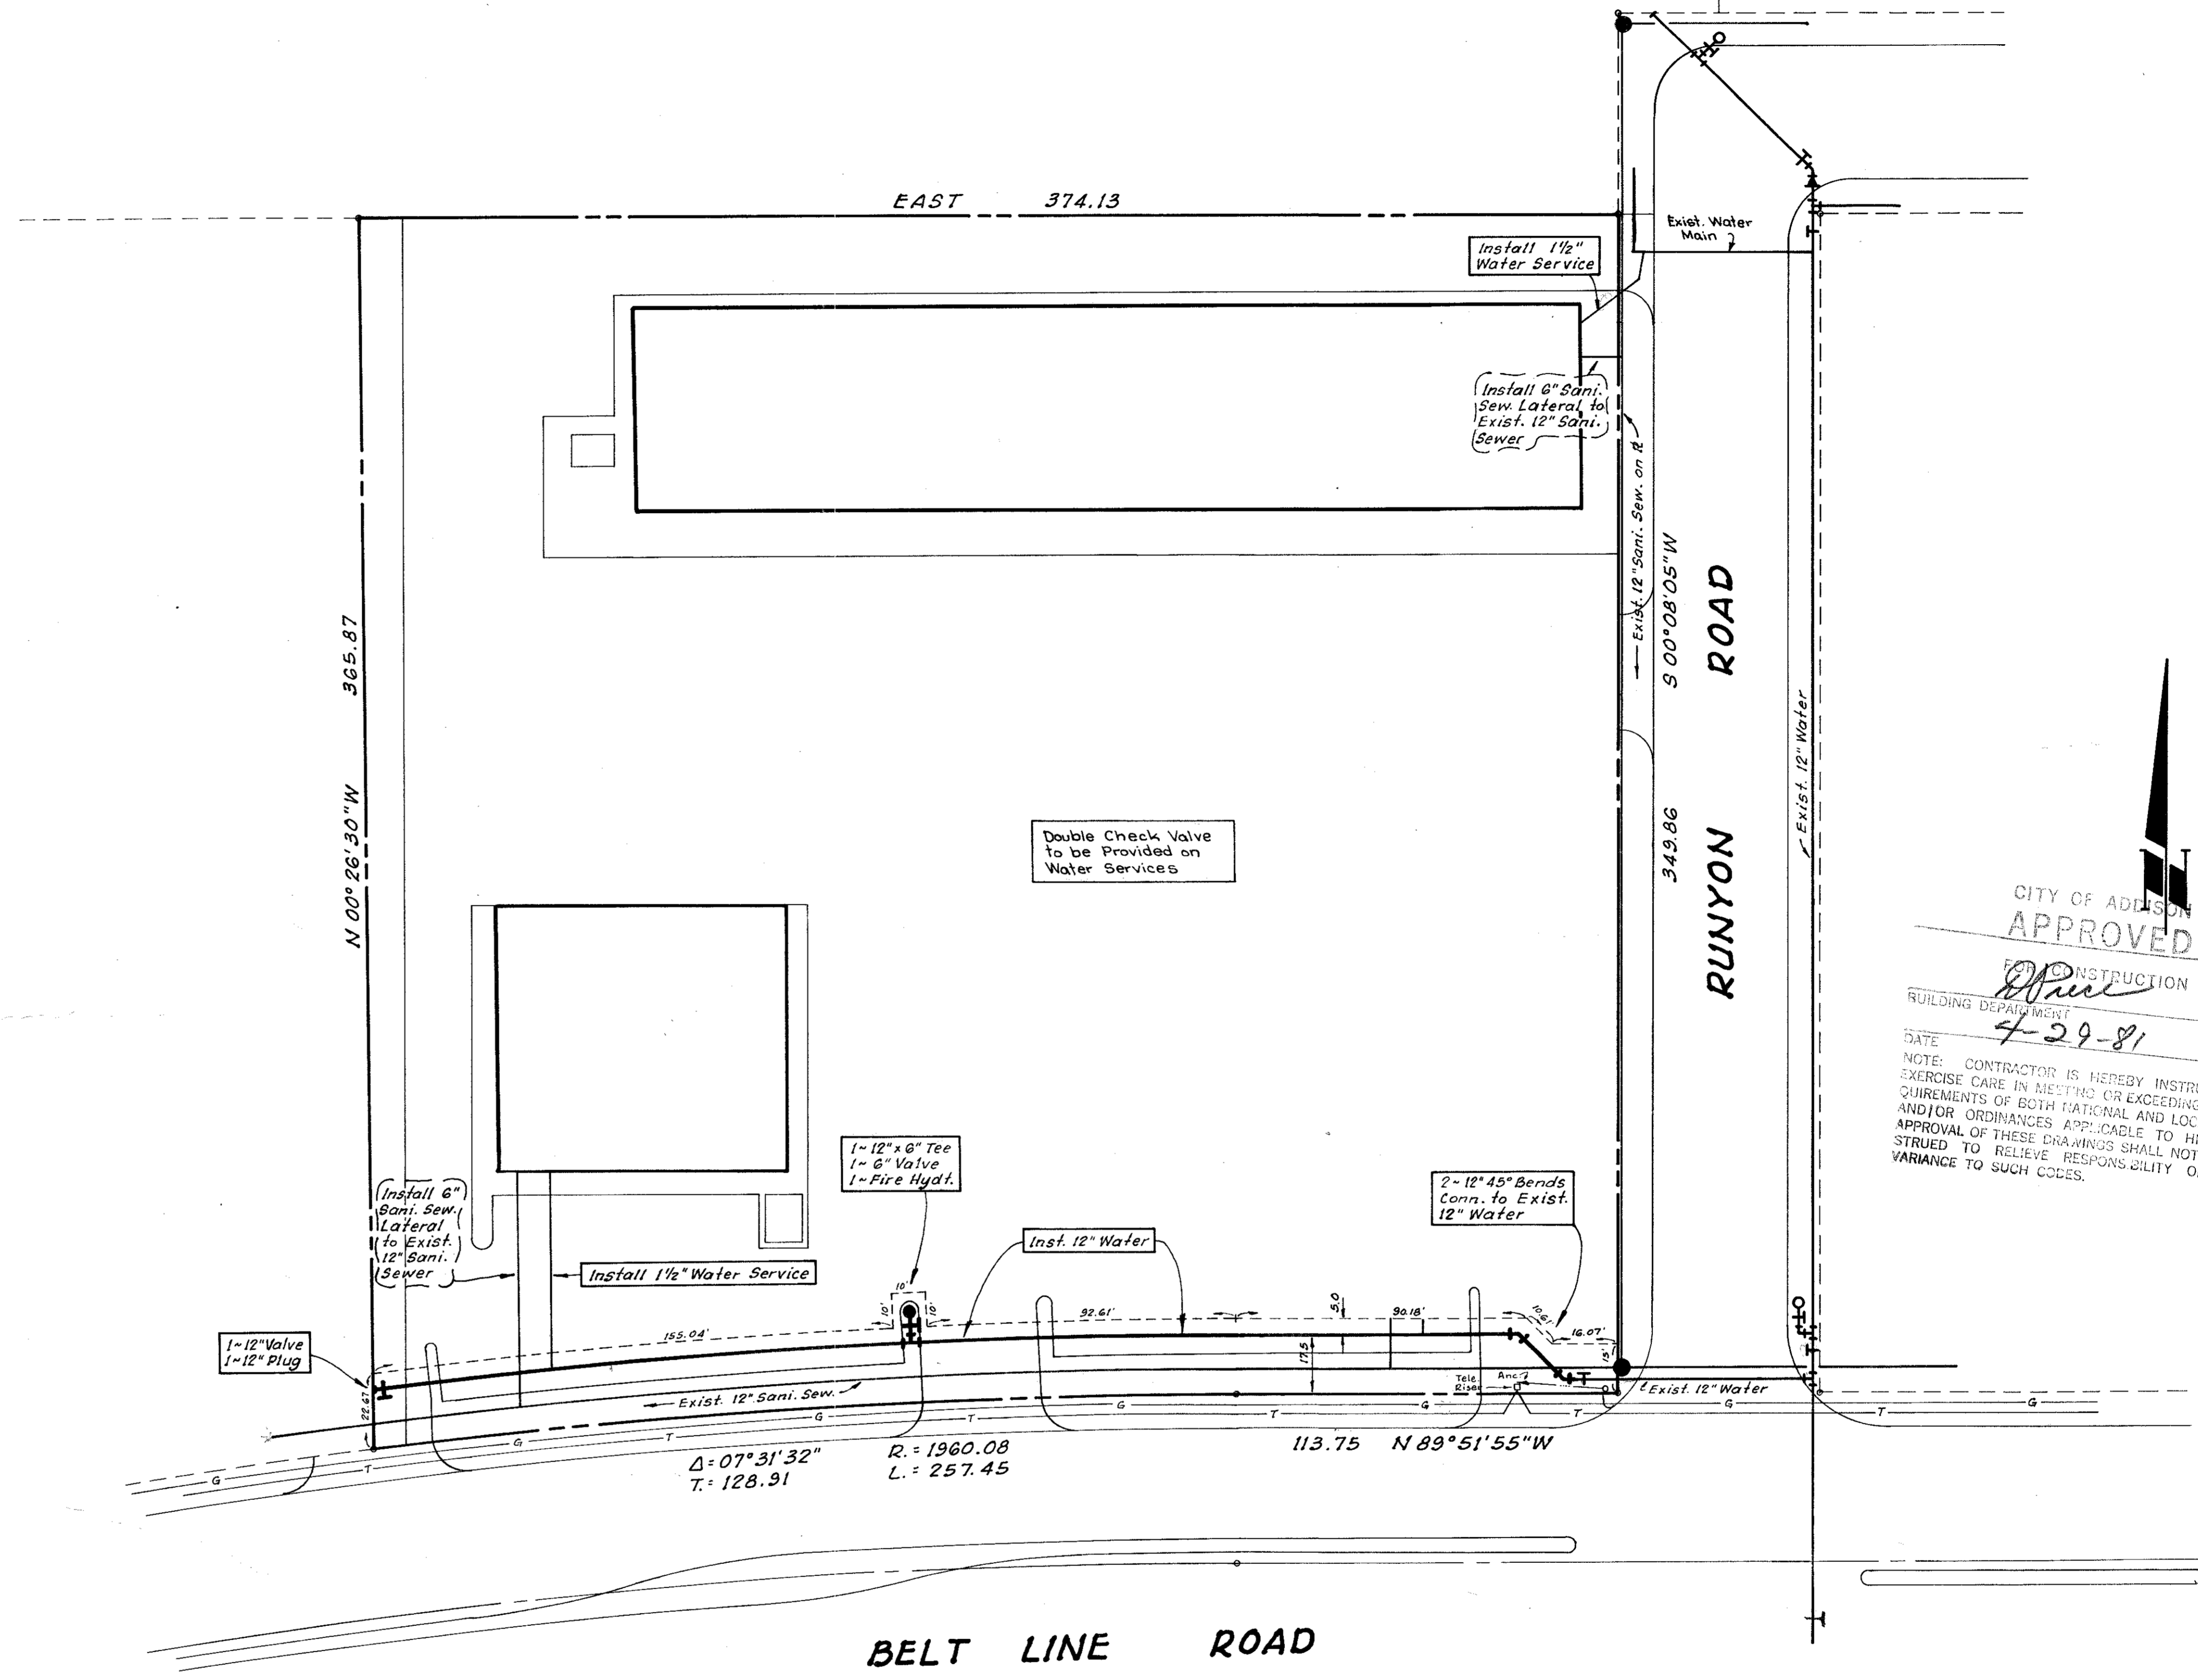 EAST 374.13
Exist. Water
Main
Install 1½"
Water Service
Install 6" Sani.
Sew. Lateral to
Exist. 12" Sani.
Sewer
Exist. 12" Sani. Sew. on ℄
S 00°08'05"W
349.86
RUNYON ROAD
Exist. 12" Water
N 00°26'30"W 365.87
Double Check Valve
to be Provided on
Water Services
CITY OF ADDISON
APPROVED
FOR CONSTRUCTION
BUILDING DEPARTMENT
DATE 4-29-81
NOTE: CONTRACTOR IS HEREBY INSTRU
EXERCISE CARE IN MEETING OR EXCEEDING
QUIREMENTS OF BOTH NATIONAL AND LOC
AND/OR ORDINANCES APPLICABLE TO H
APPROVAL OF THESE DRAWINGS SHALL NOT
STRUED TO RELIEVE RESPONSIBILITY O
VARIANCE TO SUCH CODES.
1~12"x6" Tee
1~6" Valve
1~Fire Hydt.
2~12"45° Bends
Conn. to Exist.
12" Water
Install 6"
Sani. Sew.
Lateral
to Exist.
12" Sani.
Sewer
Inst. 12" Water
Install 1½" Water Service
10'
10'
10'
155.04'
92.61'
5.0
90.18'
10.61'
16.07'
15'
17.5
1~12" Valve
1~12" Plug
22.67
Exist. 12" Sani. Sew.
Tele.
Riser
Anc.
Exist. 12" Water
G G G G G G
T T T T T
Δ=07°31'32"
T.=128.91
R.=1960.08
L.=257.45
113.75 N 89°51'55"W
BELT LINE ROAD